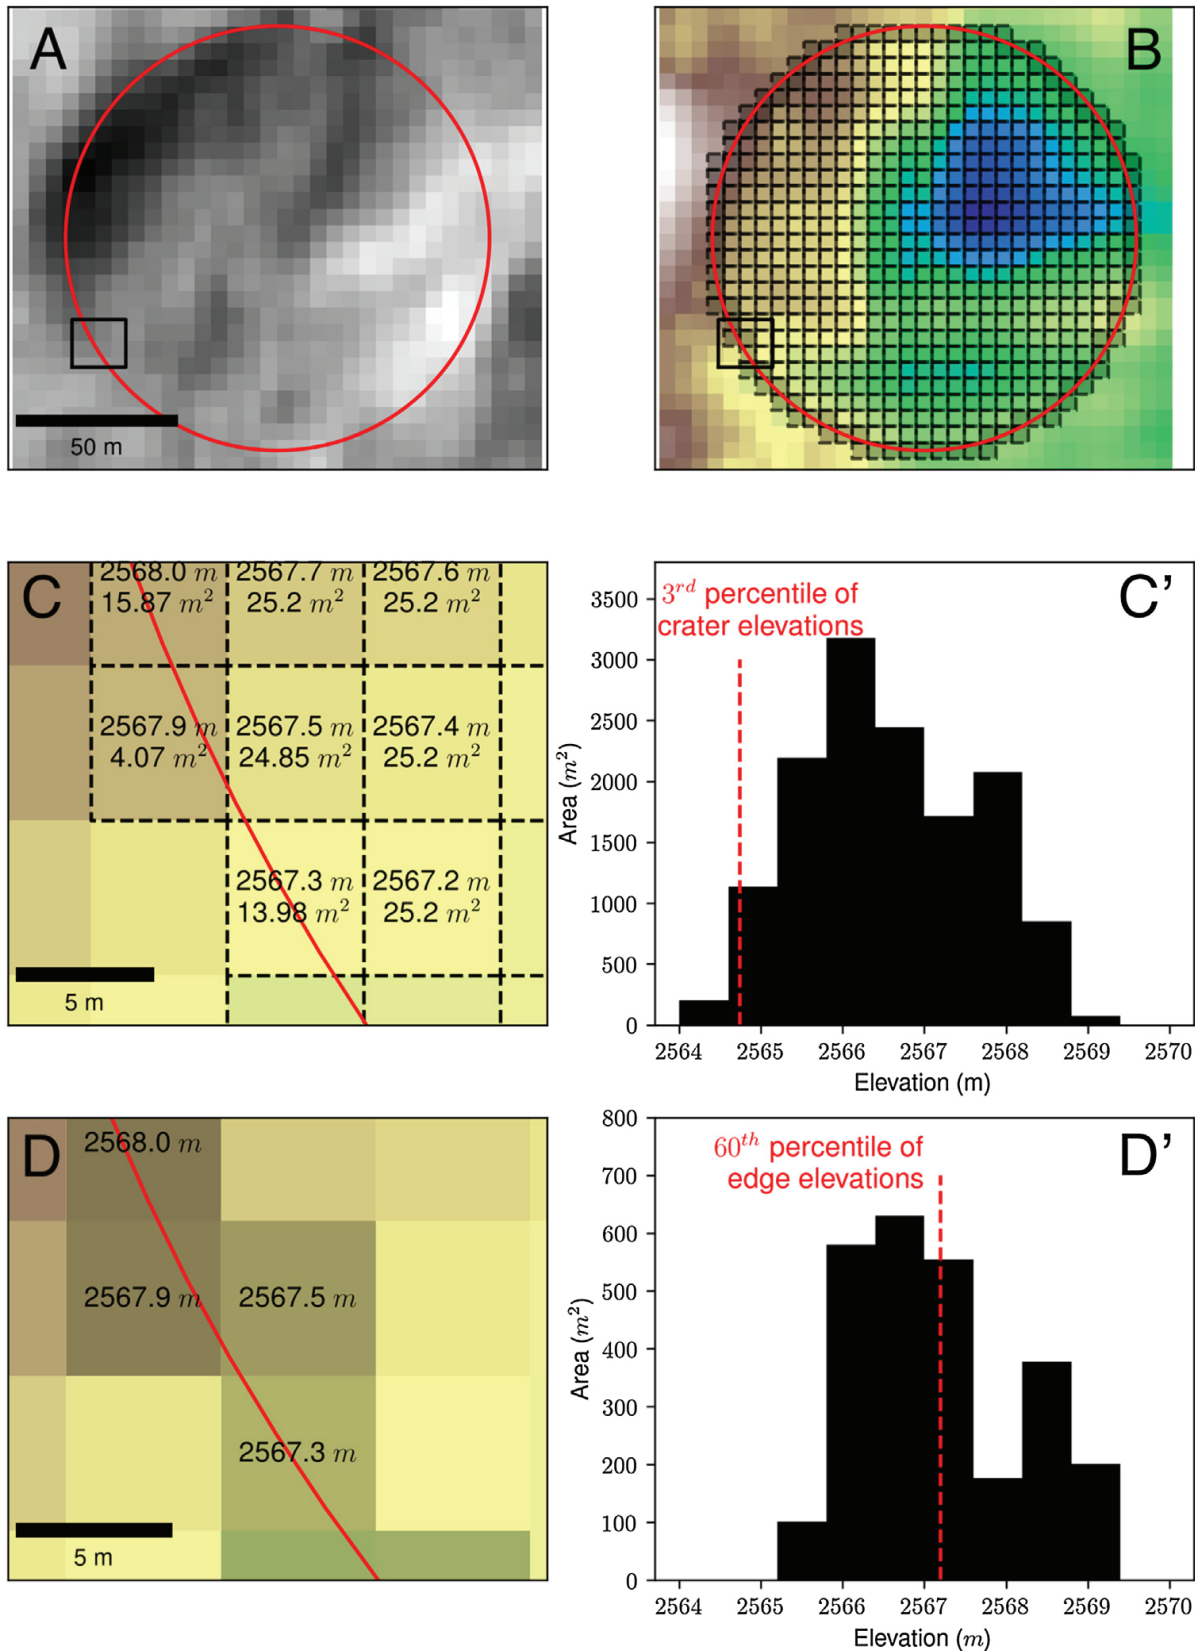 A
50 m
B
C
2568.0 m 2567.7 m 2567.6 m
15.87 m² 25.2 m² 25.2 m²
2567.9 m 2567.5 m 2567.4 m
4.07 m² 24.85 m² 25.2 m²
2567.3 m 2567.2 m
13.98 m² 25.2 m²
5 m
C'
3rd percentile of
crater elevations
3500
3000
2500
2000
1500
1000
500
0
Area (m²)
2564 2565 2566 2567 2568 2569 2570
Elevation (m)
D
2568.0 m
2567.9 m 2567.5 m
2567.3 m
5 m
D'
60th percentile of
edge elevations
800
700
600
500
400
300
200
100
0
Area (m²)
2564 2565 2566 2567 2568 2569 2570
Elevation (m)